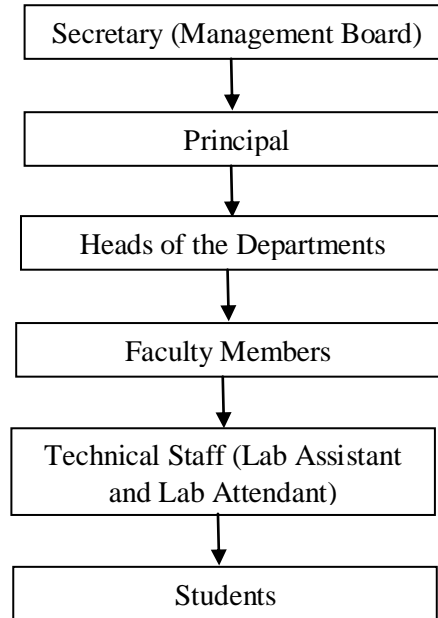 Secretary (Management Board)
Principal
Heads of the Departments
Faculty Members
Technical Staff (Lab Assistant
and Lab Attendant)
Students